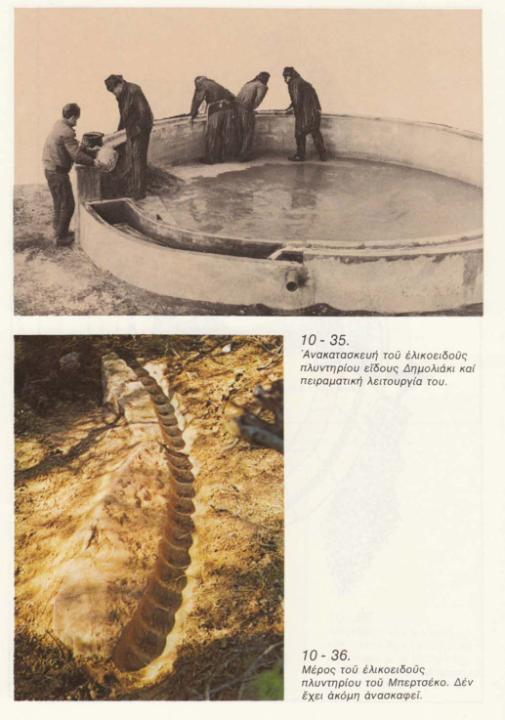 10 - 35.
Ἀνακατασκευή τοῦ ἑλικοειδοῦς
πλυντηρίου εἴδους Δημολιάκι καί
πειραματική λειτουργία του.
10 - 36.
Μέρος τοῦ ἑλικοειδοῦς
πλυντηρίου τοῦ Μπερτσέκο. Δέν
ἔχει ἀκόμη ἀνασκαφεῖ.